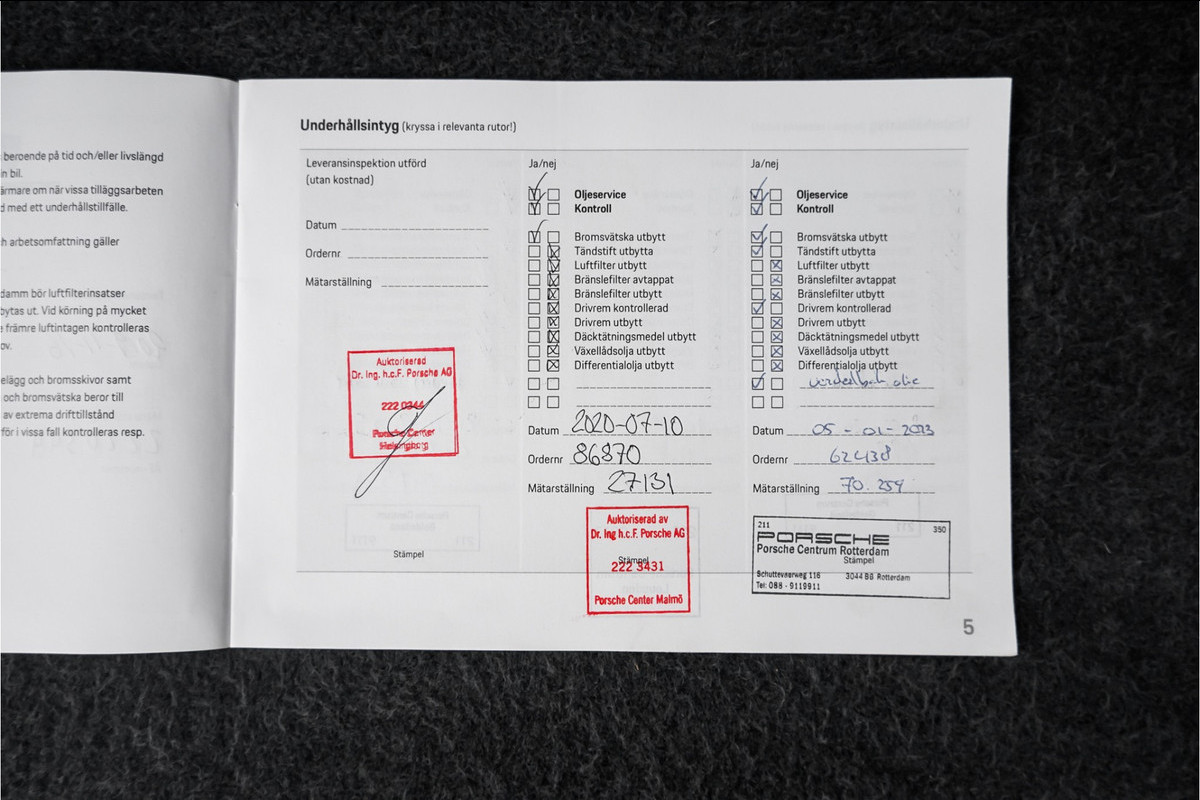 beroende på tid och/eller livslängd
n bil.
ärmare om när vissa tilläggsarbeten
d med ett underhållstillfälle.
h arbetsomfattning gäller
damm bör luftfilterinsatser
bytas ut. Vid körning på mycket
främre luftintagen kontrolleras
ov.
elägg och bromsskivor samt
och bromsvätska beror till
av extrema drifttillstånd
för i vissa fall kontrolleras resp.
Underhållsintyg (kryssa i relevanta rutor!)
Leveransinspektion utförd
(utan kostnad)
Datum
Ordernr
Mätarställning
Auktoriserad
Dr. Ing. h.c.F. Porsche AG
222 0344
Porsche Center
Helsingborg
Stämpel
Ja/nej
Oljeservice
Kontroll
Bromsvätska utbytt
Tändstift utbytta
Luftfilter utbytt
Bränslefilter avtappat
Bränslefilter utbytt
Drivrem kontrollerad
Drivrem utbytt
Däcktätningsmedel utbytt
Växellådsolja utbytt
Differentialolja utbytt
Datum 2020-07-10
Ordernr 86870
Mätarställning 27131
Auktoriserad av
Dr. Ing h.c.F. Porsche AG
Stämpel
222 3431
Porsche Center Malmö
Ja/nej
Oljeservice
Kontroll
Bromsvätska utbytt
Tändstift utbytta
Luftfilter utbytt
Bränslefilter avtappat
Bränslefilter utbytt
Drivrem kontrollerad
Drivrem utbytt
Däcktätningsmedel utbytt
Växellådsolja utbytt
Differentialolja utbytt
olie
Datum 05-01-2023
Ordernr 62438
Mätarställning 70.259
211 350
PORSCHE
Porsche Centrum Rotterdam
Stämpel
Schuttevaerweg 116 3044 BB Rotterdam
Tel: 088 - 9119911
5